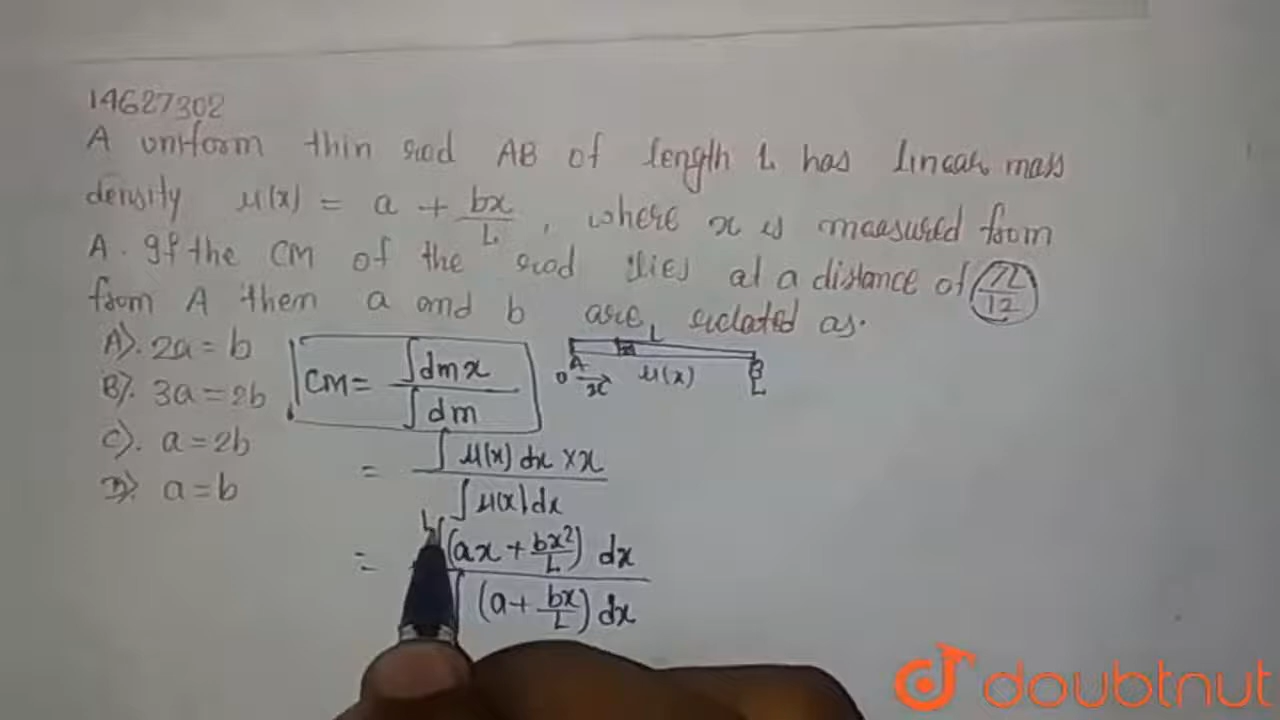 14627302
A uniform thin rod AB of length L has linear mass
density μ(x) = a + bx/L , where x is measured from
A. If the CM of the rod lies at a distance of 7L/12
from A then a and b are related as.
A). 2a = b
B). 3a = 2b
C). a = 2b
D). a = b
CM = ∫dm x / ∫dm
L
A
B
0
x
μ(x)
L
= ∫ μ(x) dx × x / ∫ μ(x) dx
= ∫ (ax + bx²/L) dx / ∫ (a + bx/L) dx
doubtnut